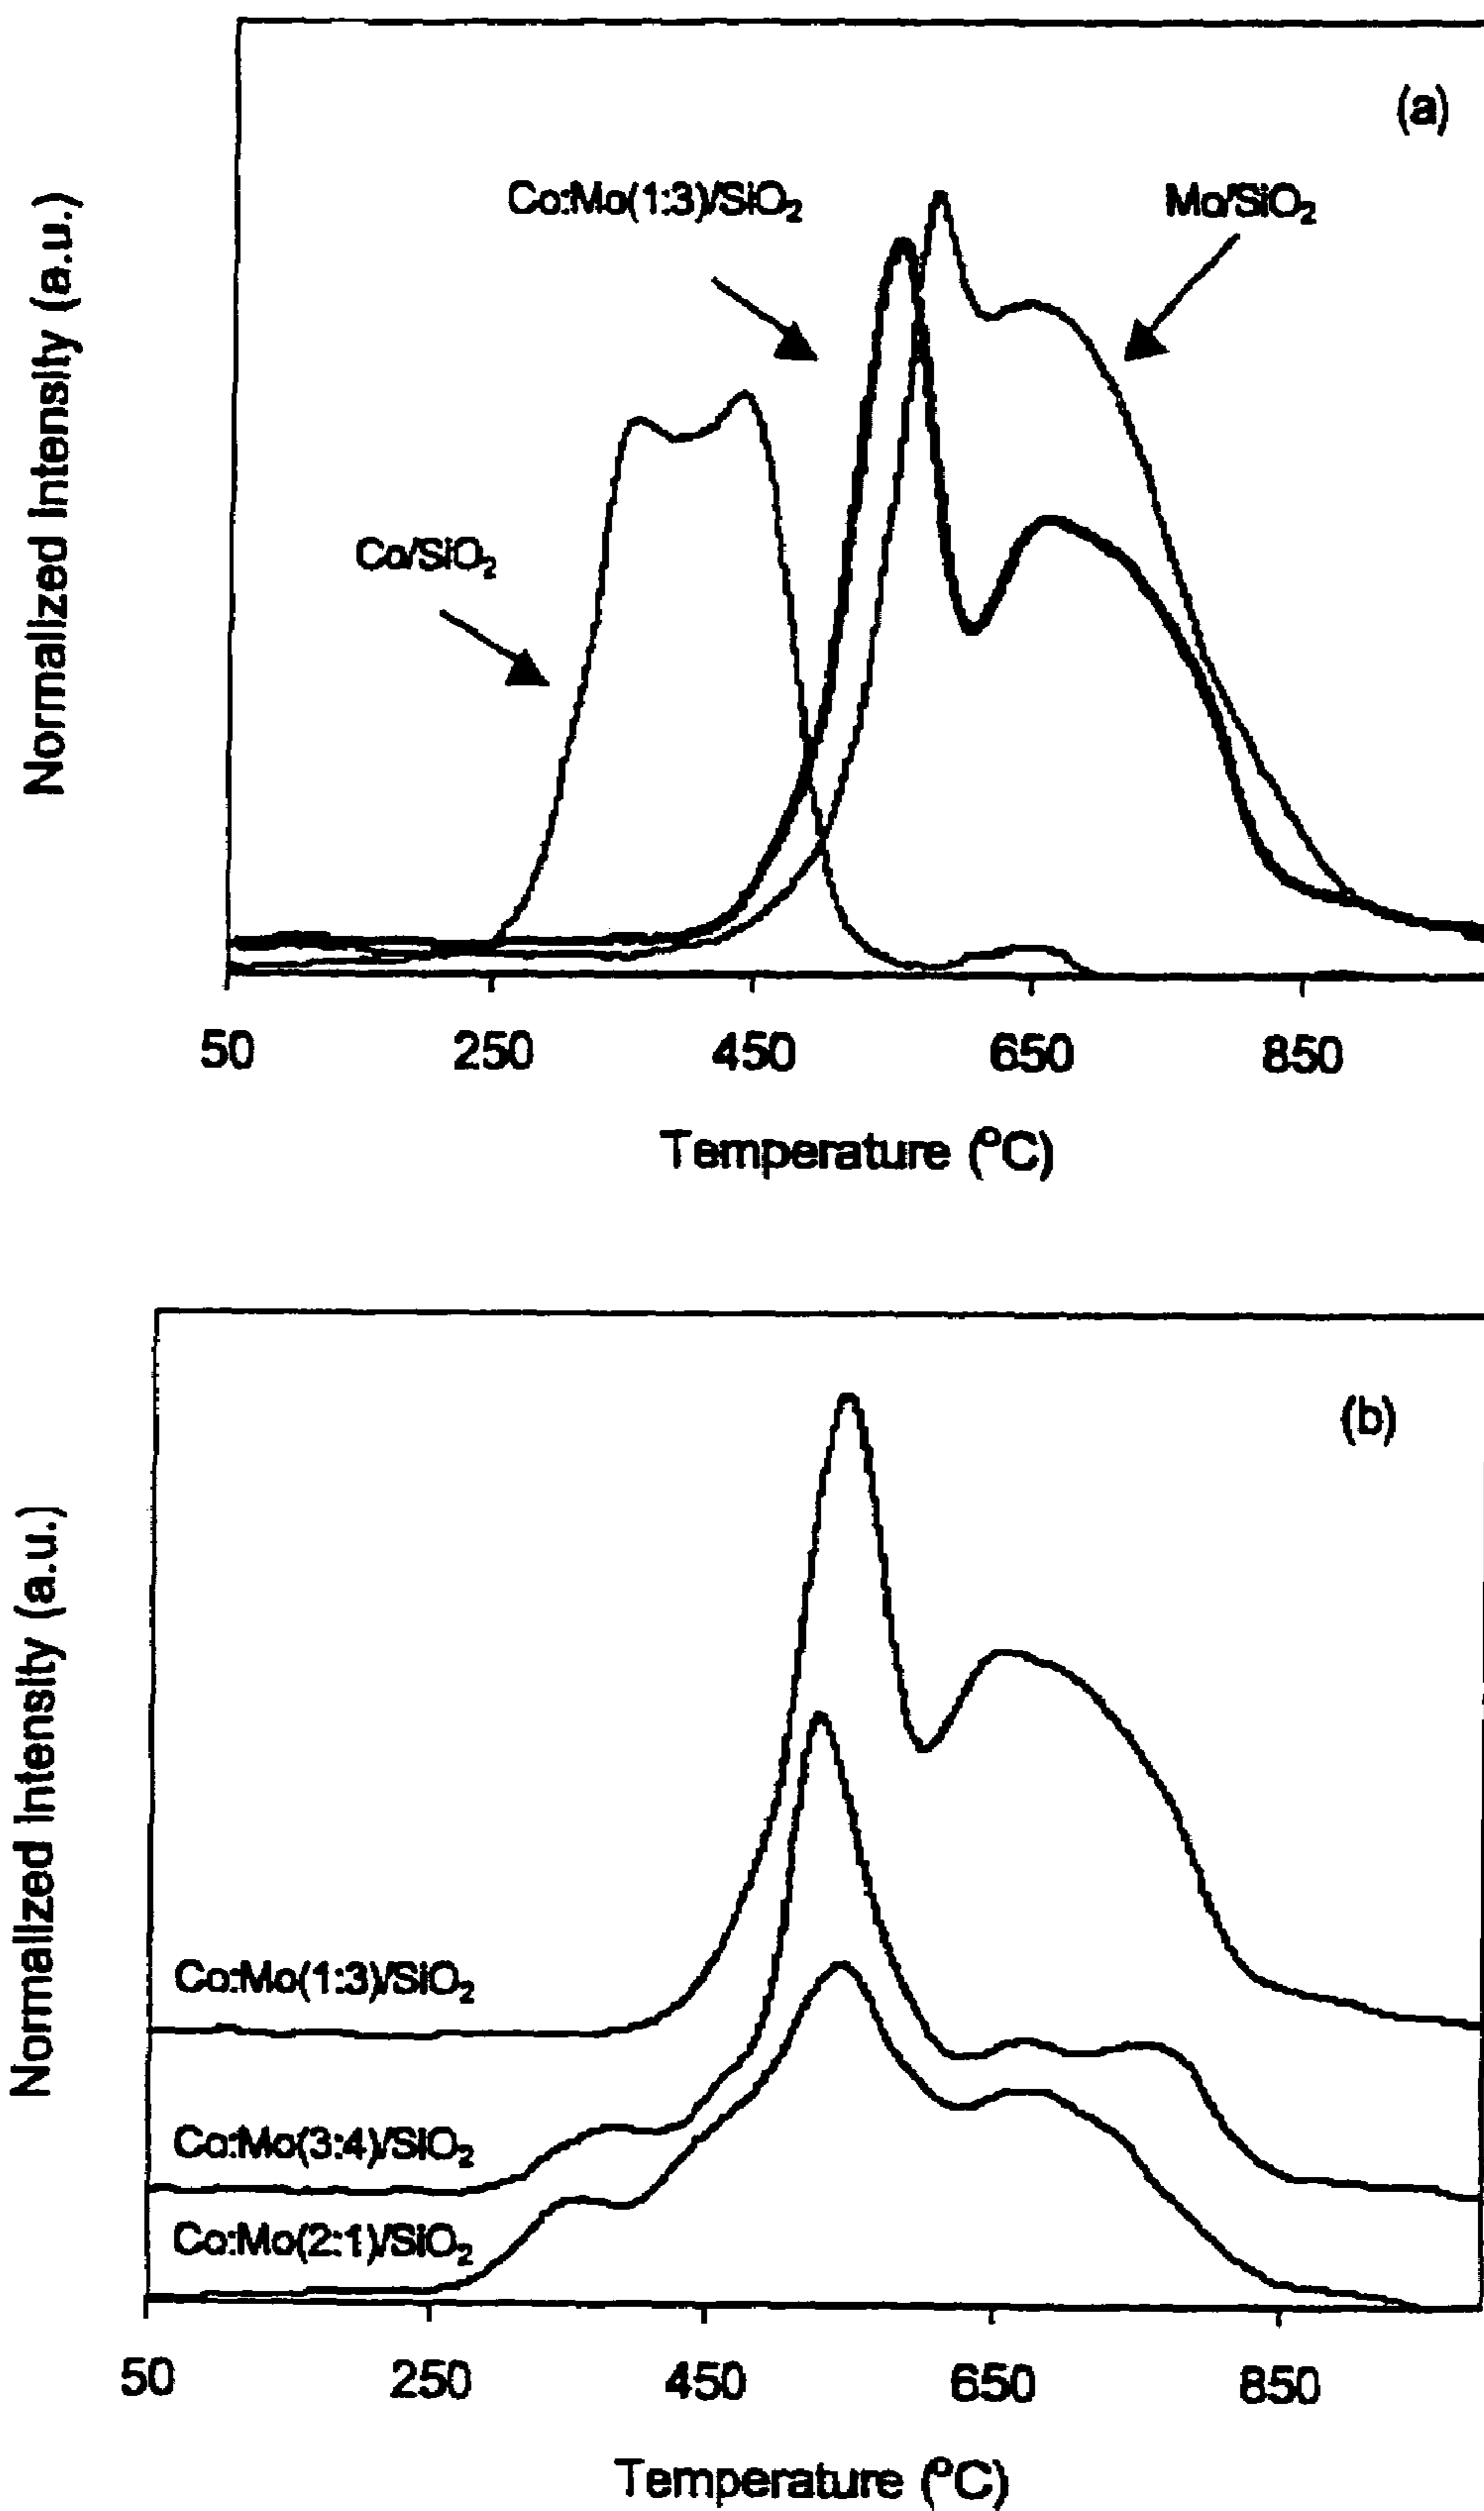 (a)
Co:Mo(1:3)/SiO2
Mo/SiO2
Co/SiO2
Normalized Intensity (a.u.)
50 250 450 650 850
Temperature (ºC)
(b)
Normalized Intensity (a.u.)
Co:Mo(1:3)/SiO2
Co:Mo(3:4)/SiO2
Co:Mo(2:1)/SiO2
50 250 450 650 850
Temperature (ºC)